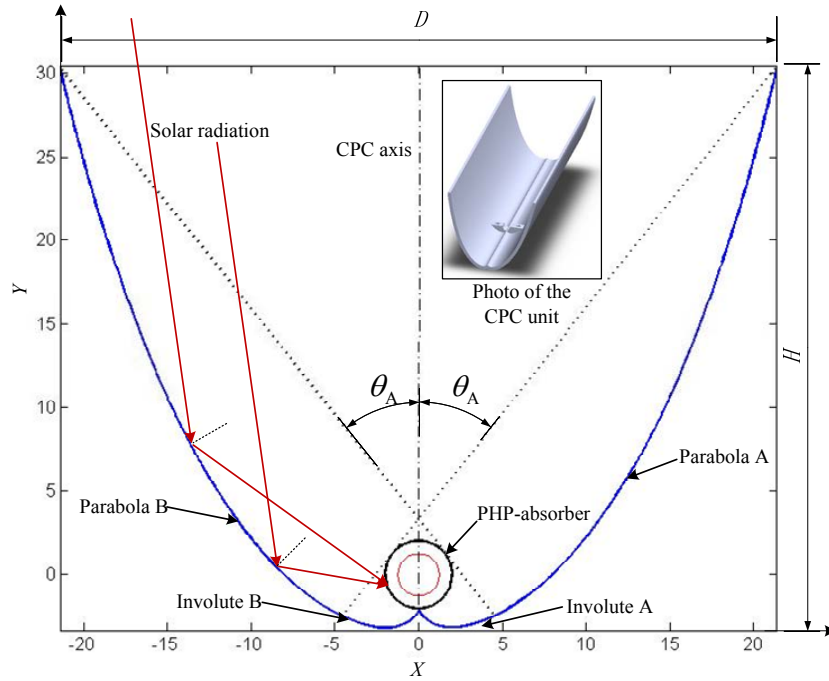 D
30
25
20
15
10
5
0
-20
-15
-10
-5
0
5
10
15
20
Y
X
H
Solar radiation
CPC axis
Photo of the
CPC unit
θA
θA
Parabola A
Parabola B
PHP-absorber
Involute B
Involute A